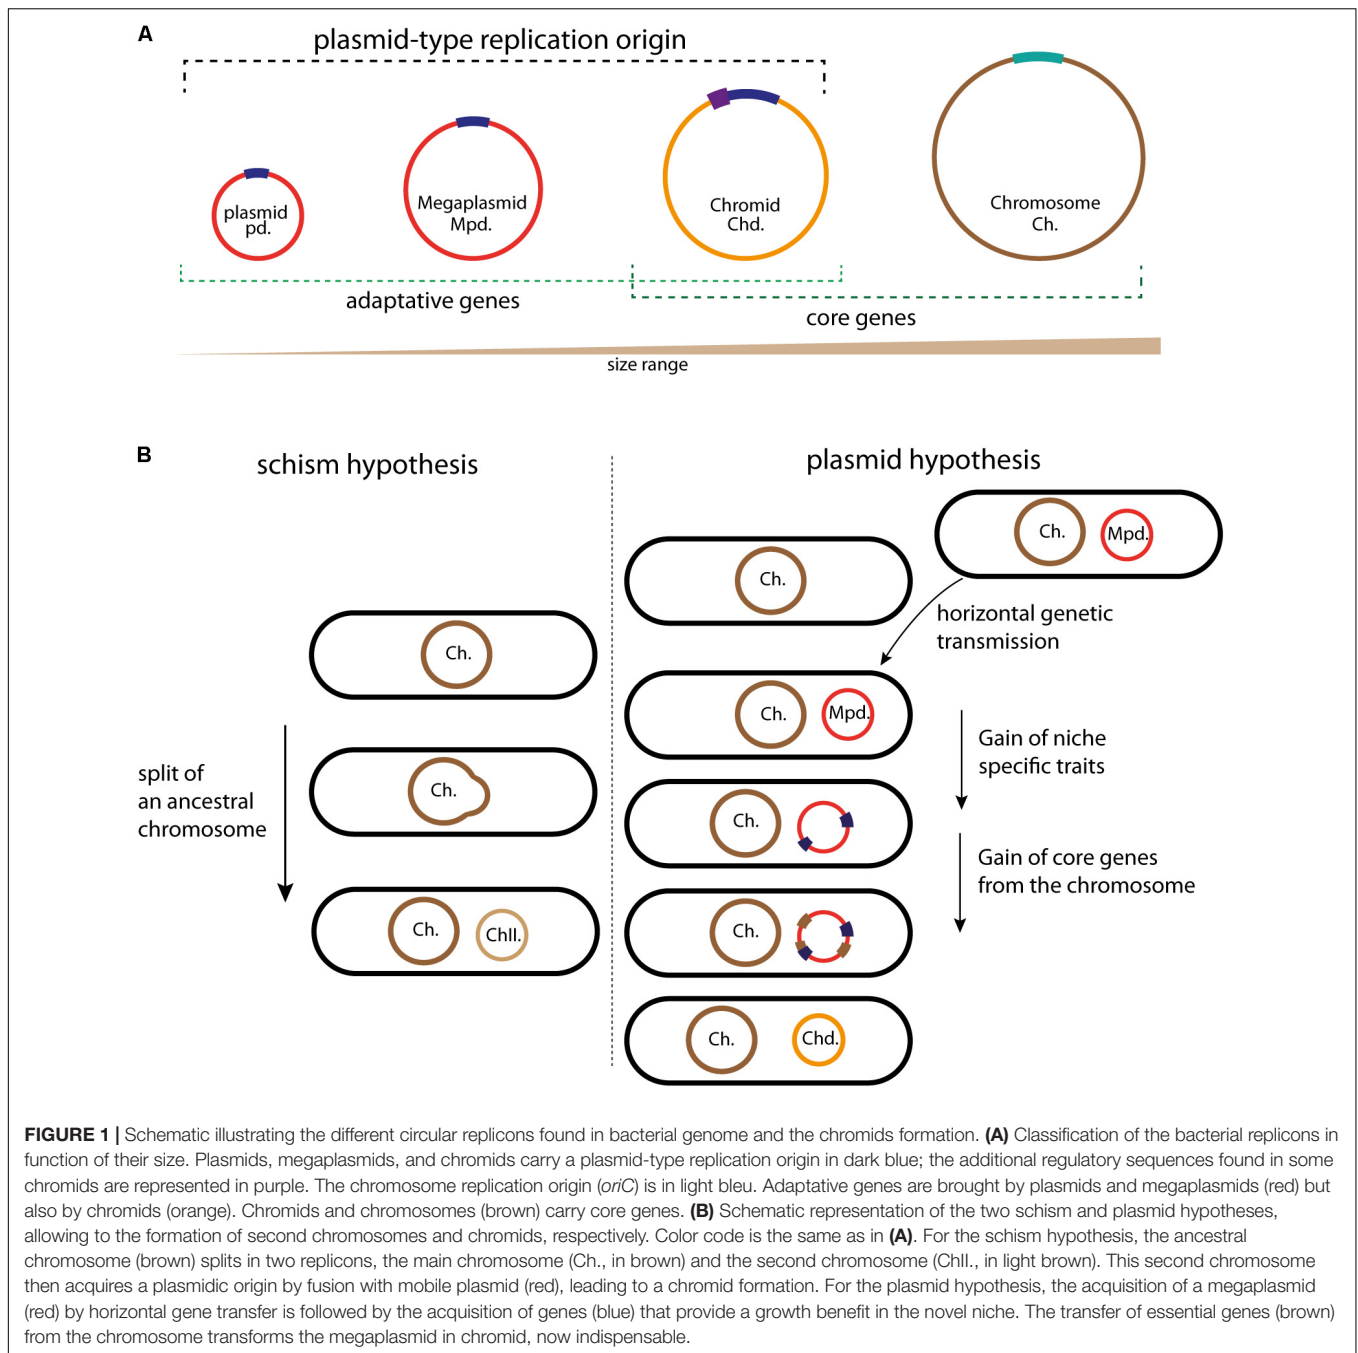 A
plasmid-type replication origin
plasmid
pd.
Megaplasmid
Mpd.
Chromid
Chd.
Chromosome
Ch.
adaptative genes
core genes
size range
B
schism hypothesis
plasmid hypothesis
Ch.
Mpd.
Ch.
horizontal genetic
transmission
Ch.
Ch.
Mpd.
Gain of niche
specific traits
split of
an ancestral
chromosome
Ch.
Ch.
Gain of core genes
from the chromosome
Ch.
ChII.
Ch.
Ch.
Chd.
FIGURE 1 | Schematic illustrating the different circular replicons found in bacterial genome and the chromids formation. (A) Classification of the bacterial replicons in
function of their size. Plasmids, megaplasmids, and chromids carry a plasmid-type replication origin in dark blue; the additional regulatory sequences found in some
chromids are represented in purple. The chromosome replication origin (oriC) is in light bleu. Adaptative genes are brought by plasmids and megaplasmids (red) but
also by chromids (orange). Chromids and chromosomes (brown) carry core genes. (B) Schematic representation of the two schism and plasmid hypotheses,
allowing to the formation of second chromosomes and chromids, respectively. Color code is the same as in (A). For the schism hypothesis, the ancestral
chromosome (brown) splits in two replicons, the main chromosome (Ch., in brown) and the second chromosome (ChII., in light brown). This second chromosome
then acquires a plasmidic origin by fusion with mobile plasmid (red), leading to a chromid formation. For the plasmid hypothesis, the acquisition of a megaplasmid
(red) by horizontal gene transfer is followed by the acquisition of genes (blue) that provide a growth benefit in the novel niche. The transfer of essential genes (brown)
from the chromosome transforms the megaplasmid in chromid, now indispensable.